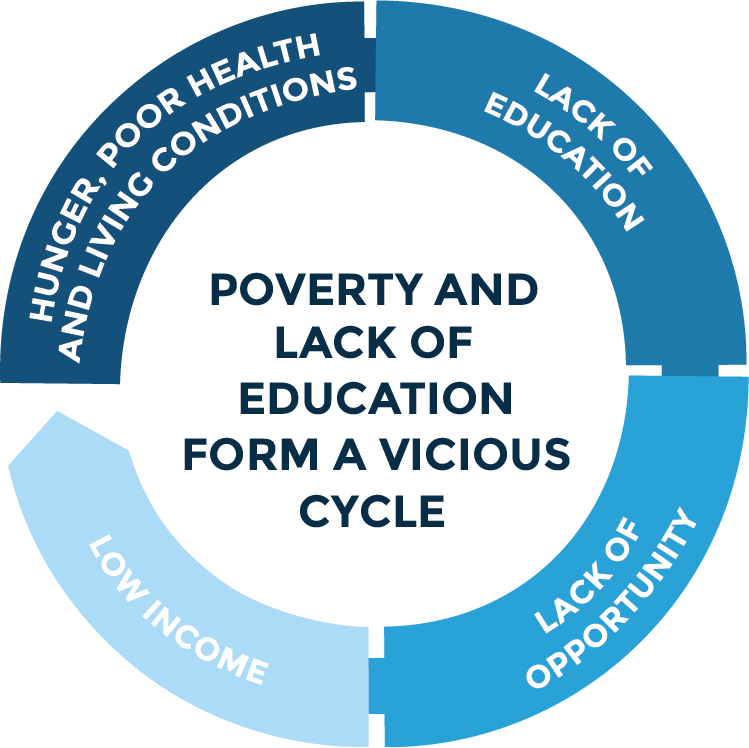 HUNGER, POOR HEALTH
AND LIVING CONDITIONS
LACK OF
EDUCATION
LACK OF
OPPORTUNITY
LOW INCOME
POVERTY AND
LACK OF
EDUCATION
FORM A VICIOUS
CYCLE